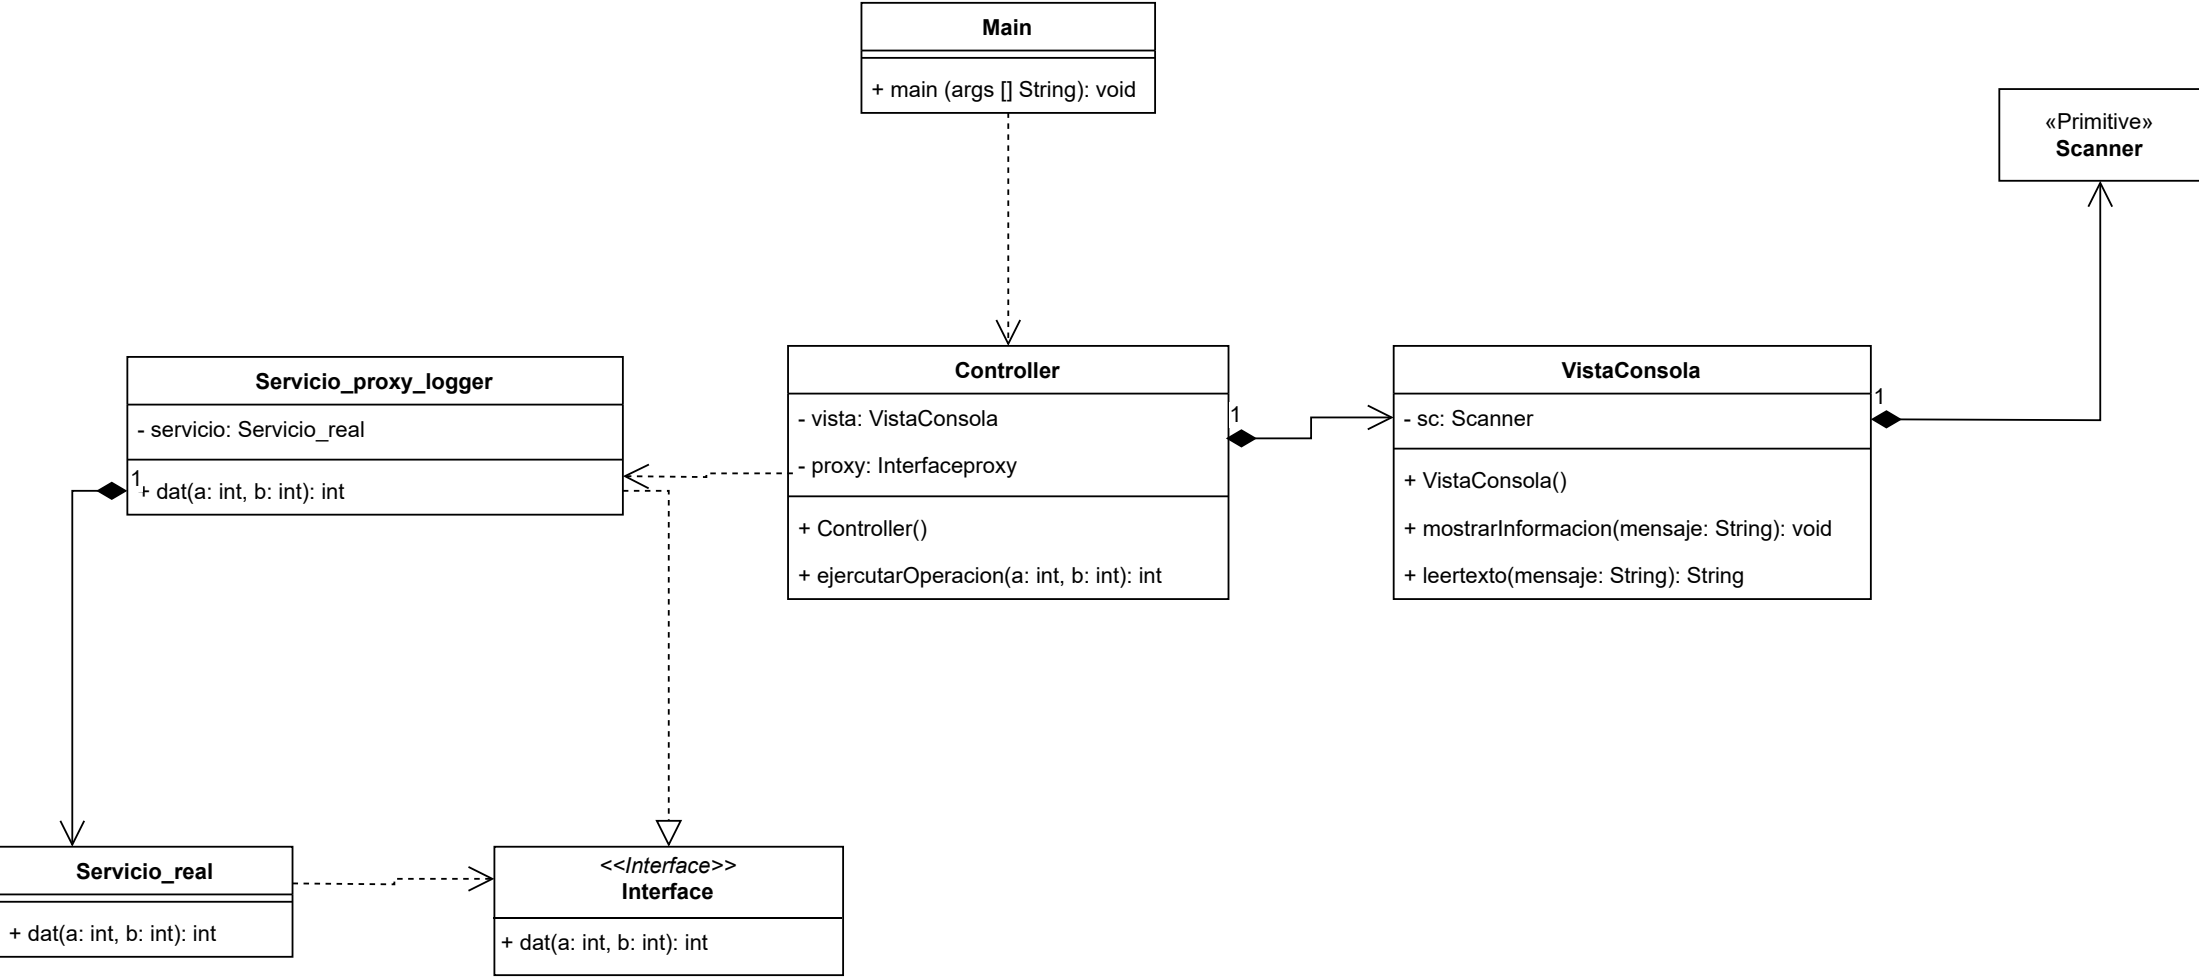 Main
+ main (args [] String): void
«Primitive»
Scanner
Servicio_proxy_logger
- servicio: Servicio_real
1
+ dat(a: int, b: int): int
Controller
- vista: VistaConsola
- proxy: Interfaceproxy
+ Controller()
+ ejercutarOperacion(a: int, b: int): int
1
VistaConsola
- sc: Scanner
+ VistaConsola()
+ mostrarInformacion(mensaje: String): void
+ leertexto(mensaje: String): String
1
Servicio_real
+ dat(a: int, b: int): int
<<Interface>>
Interface
+ dat(a: int, b: int): int